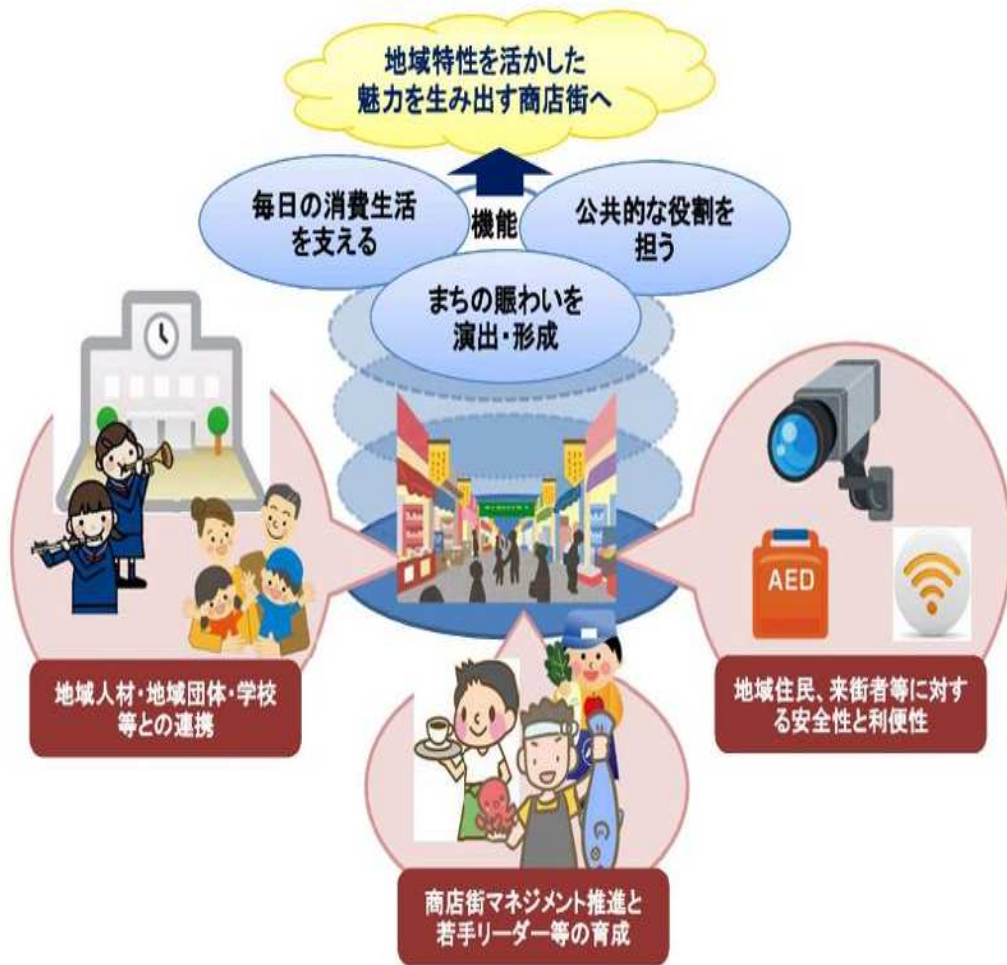 地域特性を活かした
魅力を生み出す商店街へ
毎日の消費生活
を支える
機能
公共的な役割を
担う
まちの賑わいを
演出・形成
AED
地域人材・地域団体・学校
等との連携
地域住民、来街者等に対す
る安全性と利便性
商店街マネジメント推進と
若手リーダー等の育成